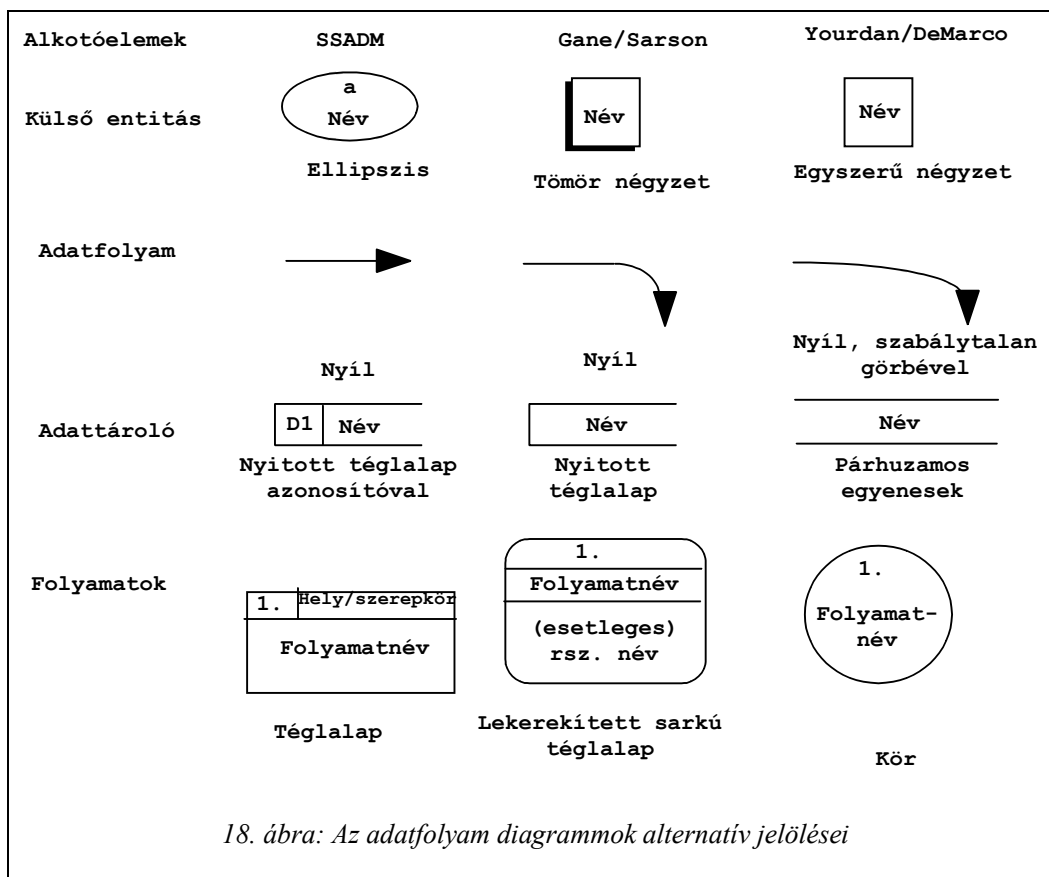 Alkotóelemek SSADM Gane/Sarson Yourdan/DeMarco
Külső entitás
a
Név
Név
Név
Ellipszis
Tömör négyzet
Egyszerű négyzet
Adatfolyam
Nyíl
Nyíl
Nyíl, szabálytalan
görbével
Adattároló
D1 Név
Név
Név
Nyitott téglalap
azonosítóval
Nyitott
téglalap
Párhuzamos
egyenesek
Folyamatok
1. Hely/szerepkör
Folyamatnév
1.
Folyamatnév
(esetleges)
rsz. név
1.
Folyamat-
név
Téglalap
Lekerekített sarkú
téglalap
Kör
18. ábra: Az adatfolyam diagrammok alternatív jelölései